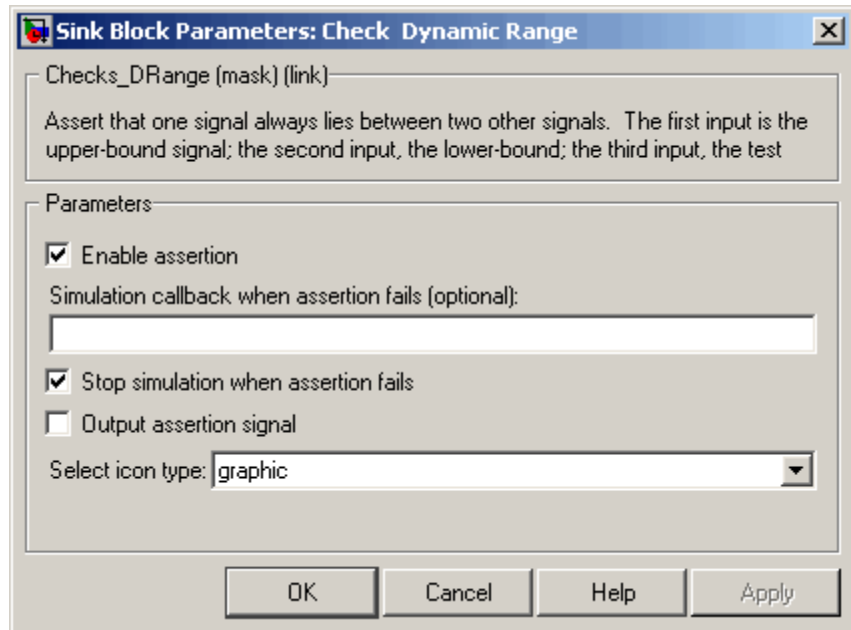 Sink Block Parameters: Check  Dynamic Range
Checks_DRange (mask) (link)
Assert that one signal always lies between two other signals.  The first input is the
upper-bound signal; the second input, the lower-bound; the third input, the test
Parameters
Enable assertion
Simulation callback when assertion fails (optional):
Stop simulation when assertion fails
Output assertion signal
Select icon type: graphic
OK Cancel Help Apply